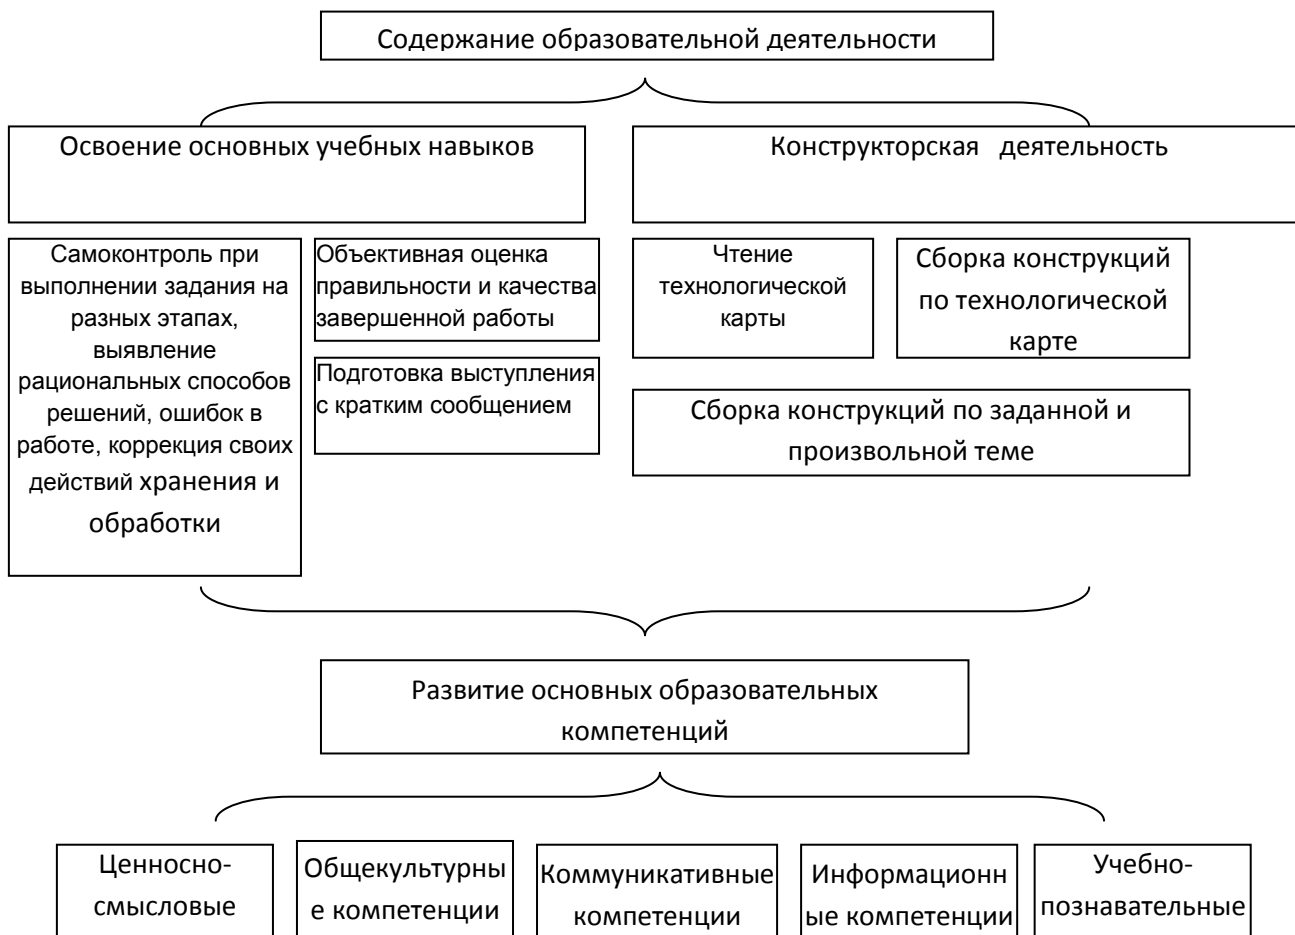 Содержание образовательной деятельности
Освоение основных учебных навыков
Конструкторская деятельность
Самоконтроль при
выполнении задания на
разных этапах,
выявление
рациональных способов
решений, ошибок в
работе, коррекция своих
действий хранения и
обработки
Объективная оценка
правильности и качества
завершенной работы
Подготовка выступления
с кратким сообщением
Чтение
технологической
карты
Сборка конструкций
по технологической
карте
Сборка конструкций по заданной и
произвольной теме
Развитие основных образовательных
компетенций
Ценносно-
смысловые
Общекультурны
е компетенции
Коммуникативные
компетенции
Информационн
ые компетенции
Учебно-
познавательные